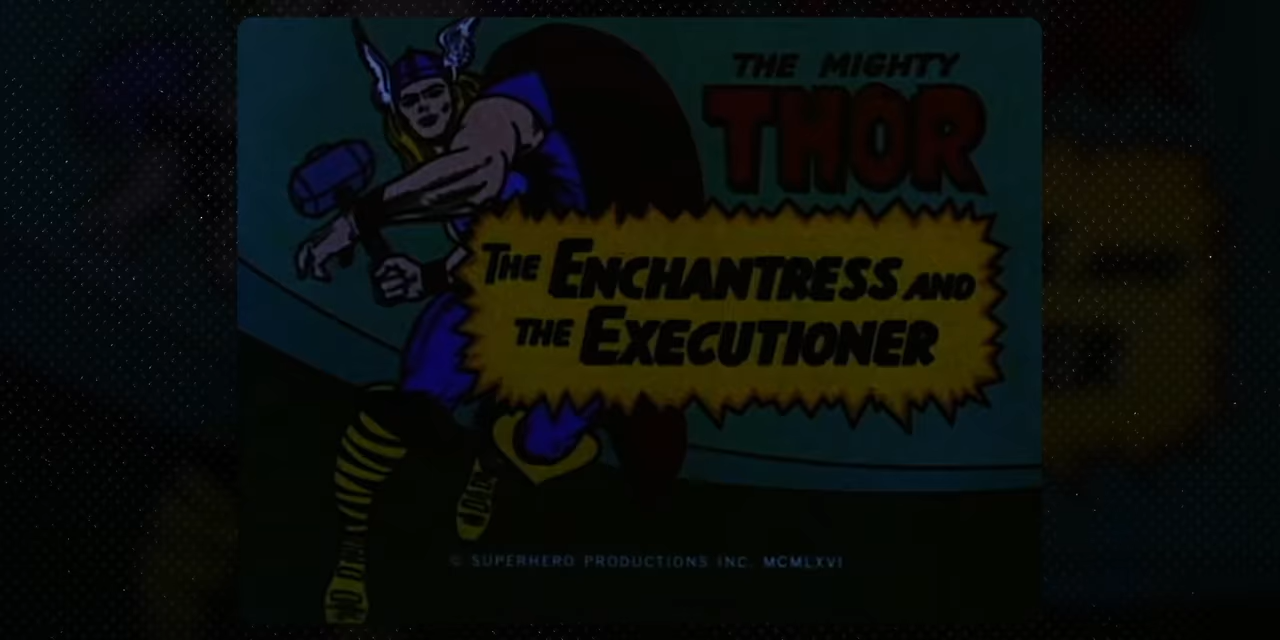 THE MIGHTY
THOR
THE ENCHANTRESS AND
THE EXECUTIONER
© SUPERHERO PRODUCTIONS INC. MCMLXVI